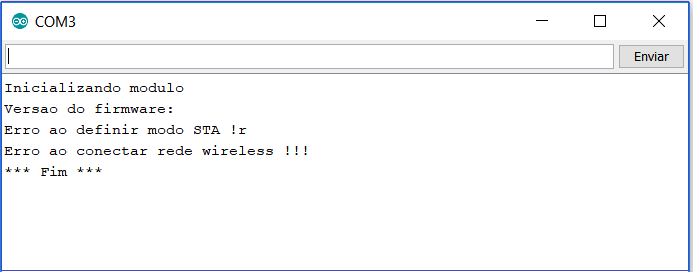 COM3
Enviar
Inicializando modulo
Versao do firmware:
Erro ao definir modo STA !r
Erro ao conectar rede wireless !!!
*** Fim ***